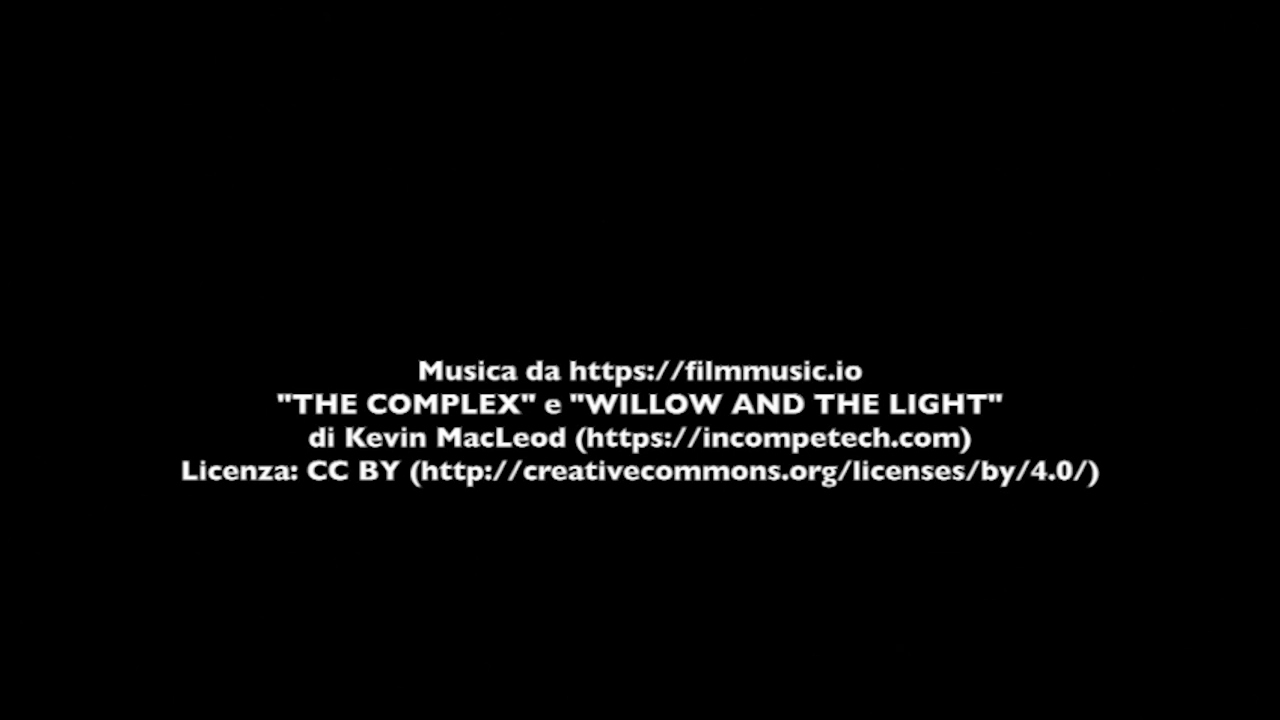 Musica da https://filmmusic.io
"THE COMPLEX" e "WILLOW AND THE LIGHT"
di Kevin MacLeod (https://incompetech.com)
Licenza: CC BY (http://creativecommons.org/licenses/by/4.0/)